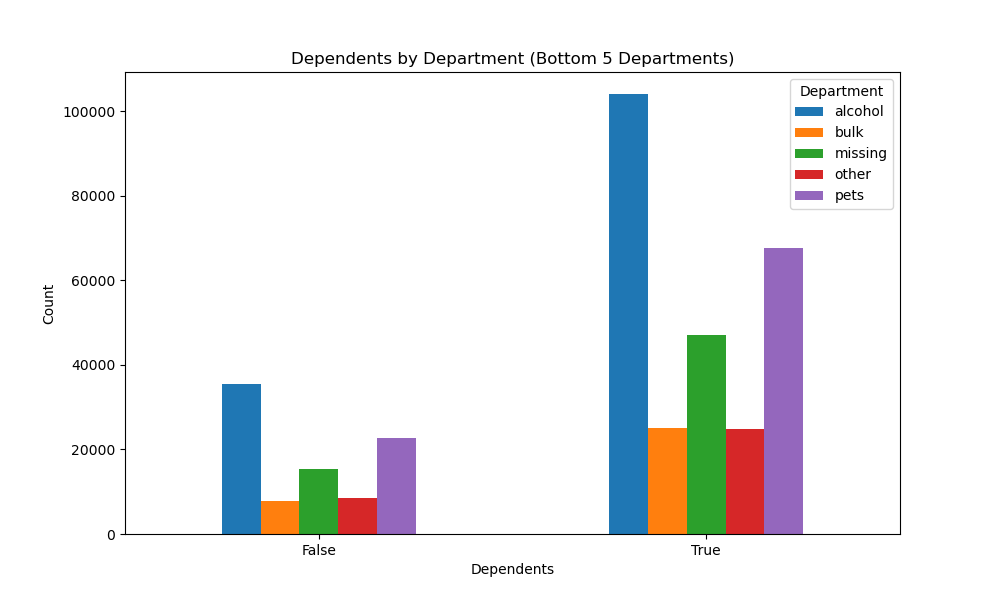 Dependents by Department (Bottom 5 Departments)
Department
alcohol
bulk
missing
other
pets
100000
80000
60000
40000
20000
0
Count
False
True
Dependents